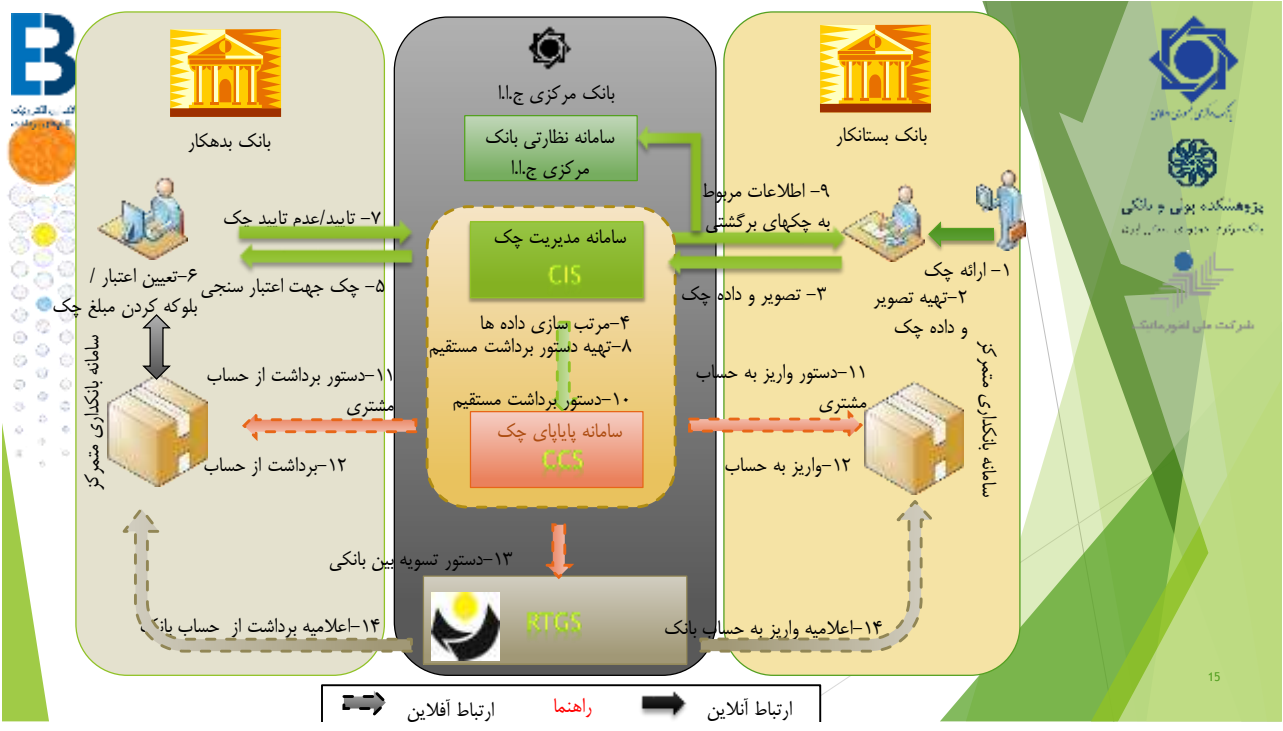 بانک بستانکار
۱- ارائه چک
۲-تهیه تصویر
و داده چک
سامانه بانکداری متمرکز
۹- اطلاعات مربوط
به چکهای برگشتی
۳- تصویر و داده چک
۱۱-دستور واریز به حساب
مشتری
۱۲-واریز به حساب
۱۴-اعلامیه واریز به حساب بانک
بانک مرکزی ج.ا.ا
سامانه نظارتی بانک
مرکزی ج.ا.ا
سامانه مدیریت چک
CIS
۴-مرتب سازی داده ها
۸-تهیه دستور برداشت مستقیم
۱۰-دستور برداشت مستقیم
سامانه پایاپای چک
CCS
۱۳-دستور تسویه بین بانکی
RTGS
بانک بدهکار
۷- تایید/عدم تایید چک
۵- چک جهت اعتبار سنجی
۶-تعیین اعتبار /
بلوکه کردن مبلغ چک
سامانه بانکداری متمرکز
۱۱-دستور برداشت از حساب
مشتری
۱۲-برداشت از حساب
۱۴-اعلامیه برداشت از حساب بانک
ارتباط آنلاین
راهنما
ارتباط آفلاین
پژوهشکده پولی و بانکی
شرکت ملی انفورماتیک
15